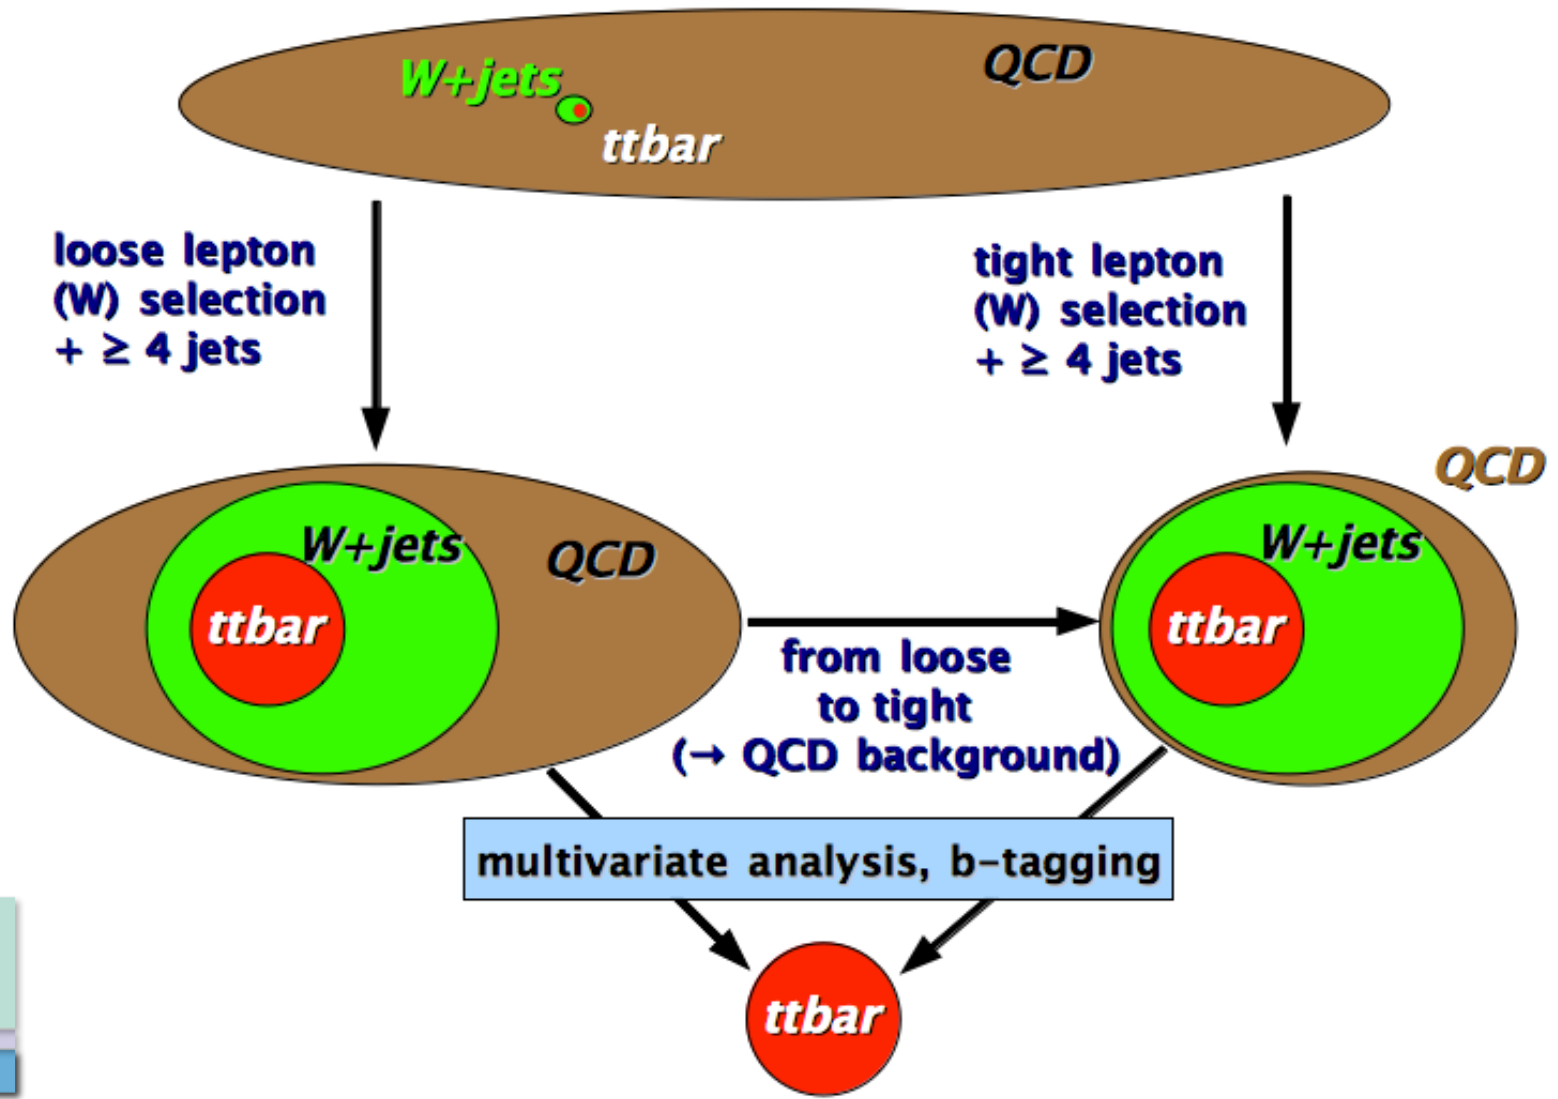 W+jets
QCD
ttbar
loose lepton
(W) selection
+ ≥ 4 jets
tight lepton
(W) selection
+ ≥ 4 jets
QCD
W+jets
QCD
ttbar
W+jets
ttbar
from loose
to tight
(→ QCD background)
multivariate analysis, b-tagging
ttbar